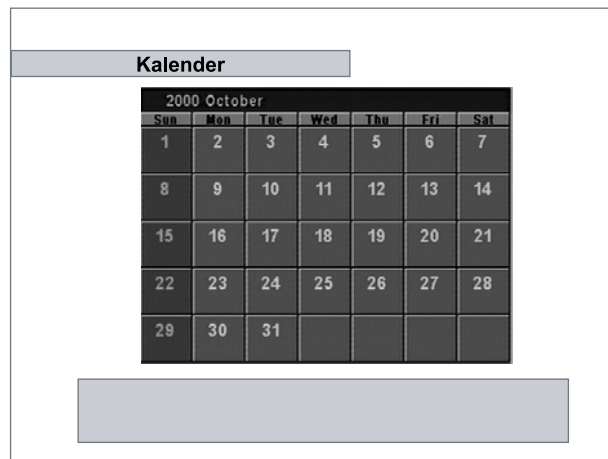 Kalender
2000 October
Sun Mon Tue Wed Thu Fri Sat
1 2 3 4 5 6 7
8 9 10 11 12 13 14
15 16 17 18 19 20 21
22 23 24 25 26 27 28
29 30 31